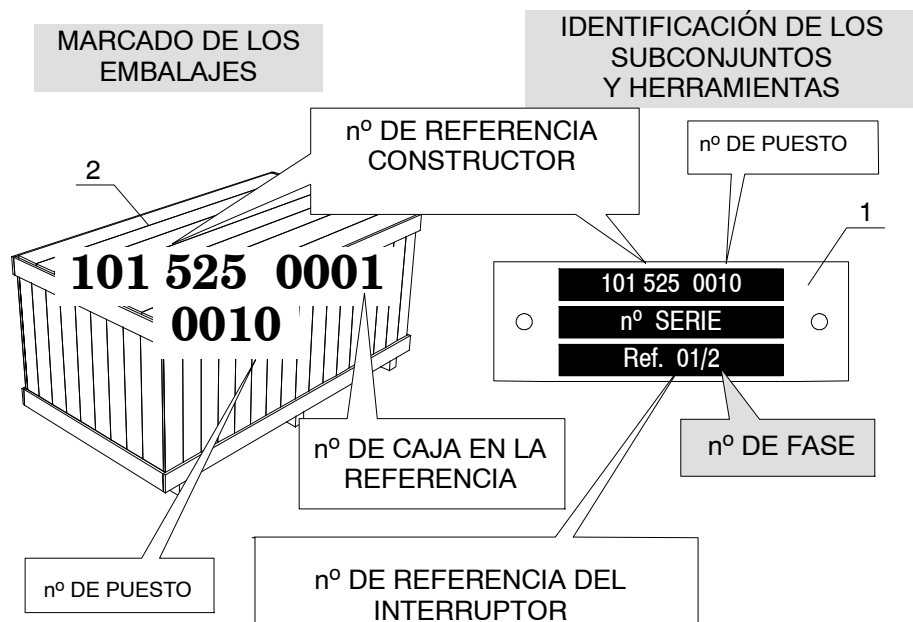 MARCADO DE LOS
EMBALAJES
IDENTIFICACIÓN DE LOS
SUBCONJUNTOS
Y HERRAMIENTAS
nº DE REFERENCIA
CONSTRUCTOR
nº DE PUESTO
2
1
101 525 0001
0010
101 525 0010
nº SERIE
Ref. 01/2
nº DE CAJA EN LA
REFERENCIA
nº DE FASE
nº DE PUESTO
nº DE REFERENCIA DEL
INTERRUPTOR